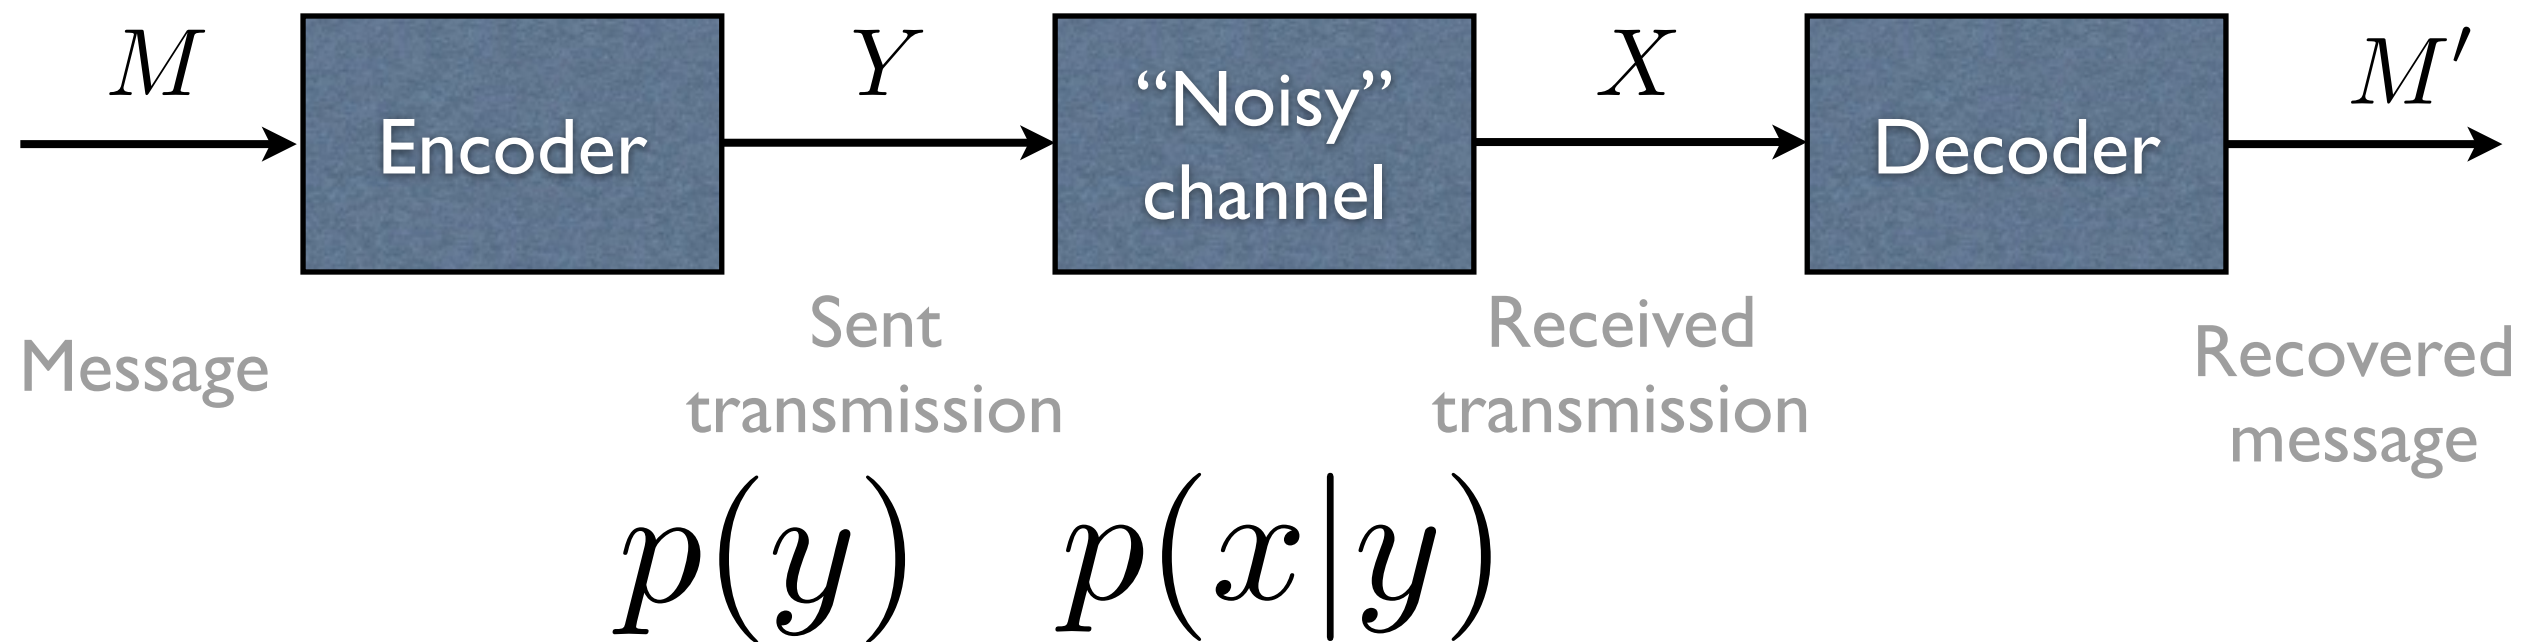 M
Y
X
M′
Encoder
“Noisy”
channel
Decoder
Message
Sent
transmission
Received
transmission
Recovered
message
p(y)
p(x|y)